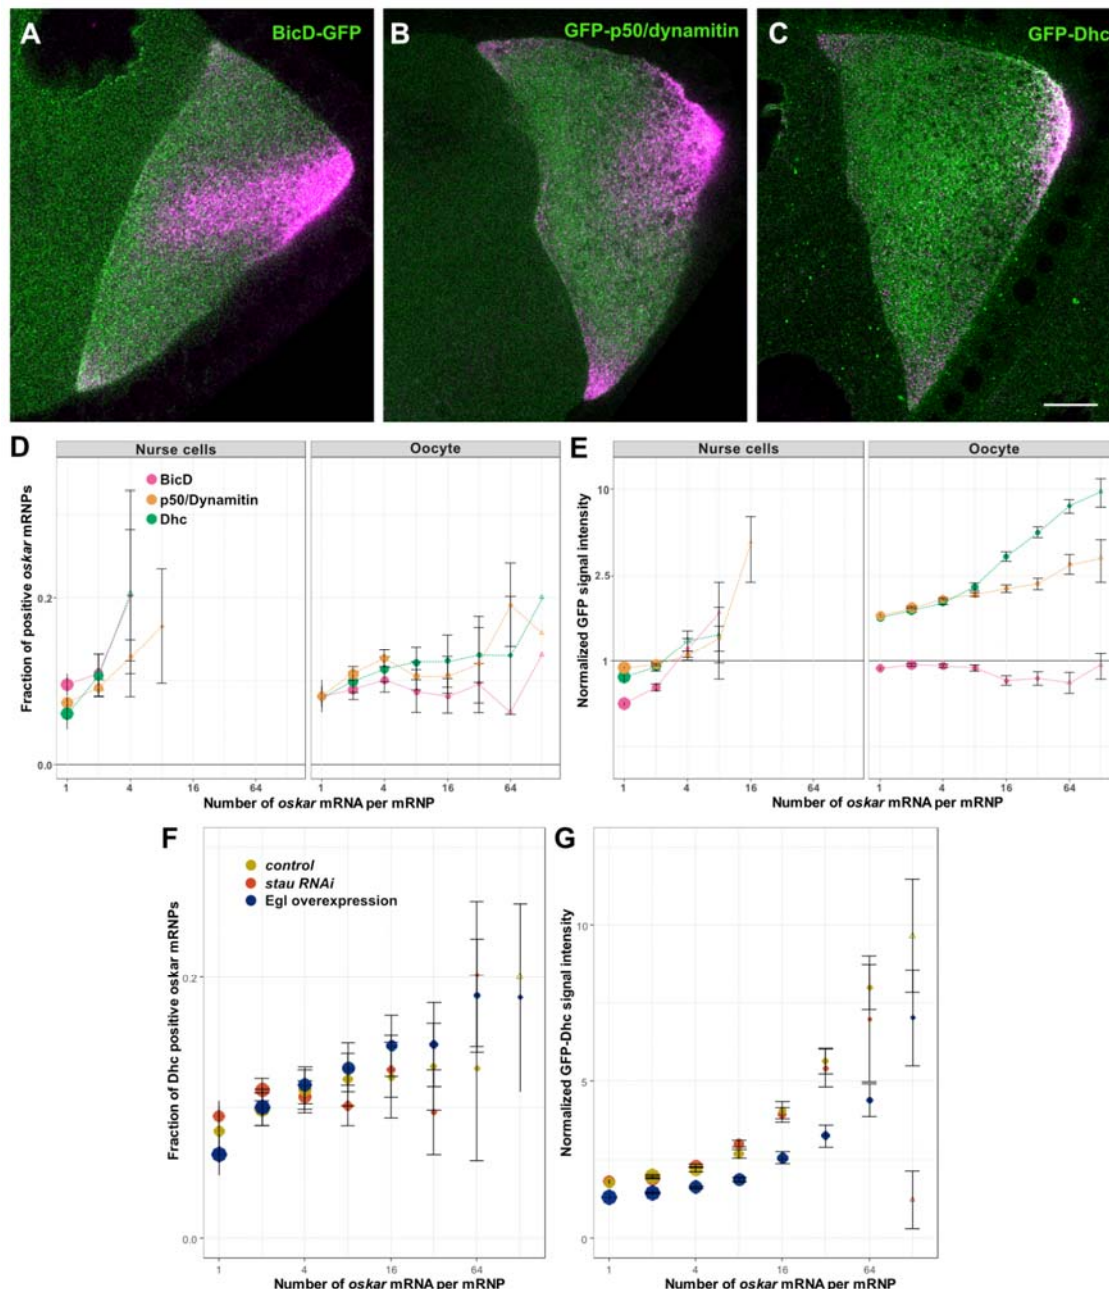 A
BicD-GFP
B
GFP-p50/dynamitin
C
GFP-Dhc
D
Nurse cells
Oocyte
BicD
p50/Dynamitin
Dhc
Fraction of positive oskar mRNPs
0.2
0.0
1
4
16
64
1
4
16
64
Number of oskar mRNA per mRNP
E
Nurse cells
Oocyte
Normalized GFP signal intensity
10
2.5
1
1
4
16
64
1
4
16
64
Number of oskar mRNA per mRNP
F
control
stau RNAi
Egl overexpression
Fraction of Dhc positive oskar mRNPs
0.2
0.0
1
4
16
64
Number of oskar mRNA per mRNP
G
Normalized GFP-Dhc signal intensity
10
5
0
1
4
16
64
Number of oskar mRNA per mRNP